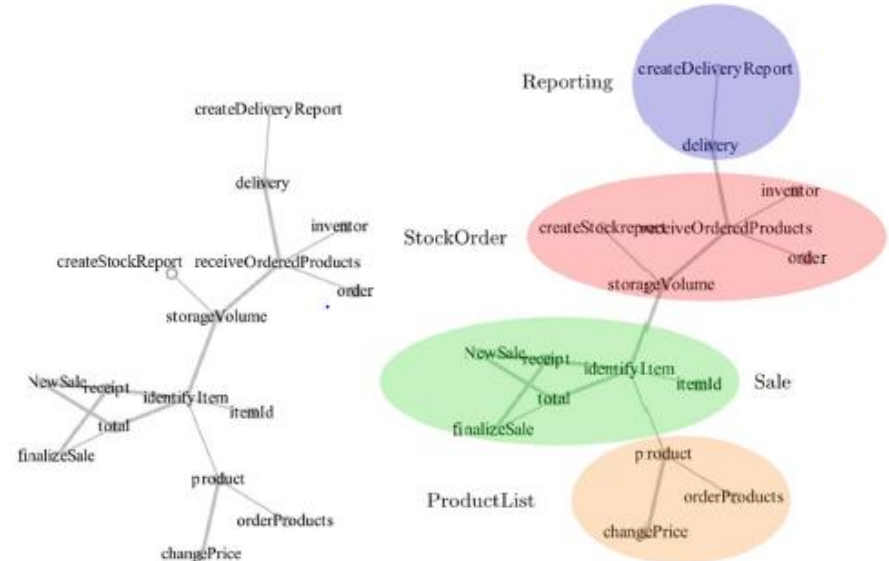 createDeliveryReport
delivery
inventor
createStockReport
receiveOrderedProducts
order
storageVolume
NewSale
receipt
identifyItem
itemId
total
finalizeSale
product
orderProducts
changePrice
Reporting
createDeliveryReport
delivery
StockOrder
inventor
createStockreport
receiveOrderedProducts
order
storageVolume
NewSale
receipt
identifyItem
itemId
Sale
total
finalizeSale
product
ProductList
orderProducts
changePrice